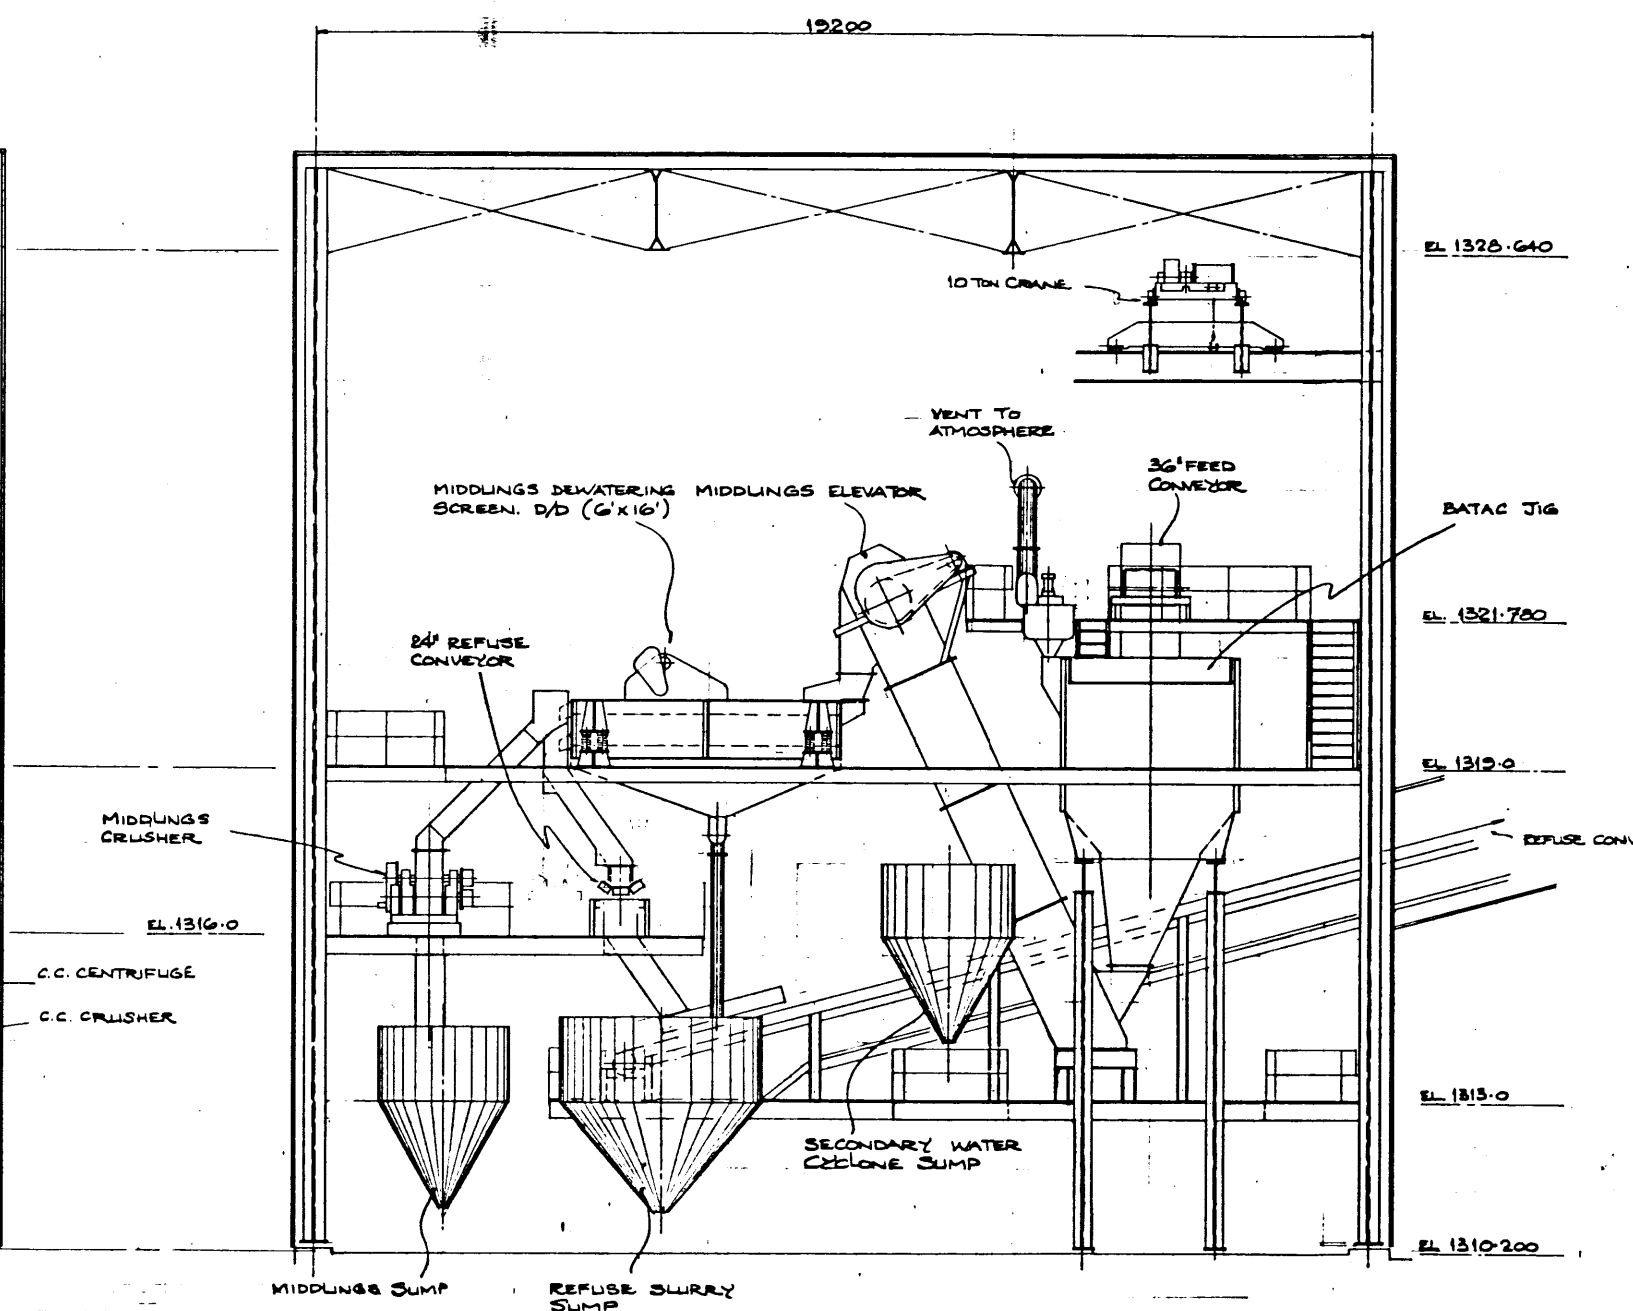 19200
EL 1328.640
10 TON CRANE
VENT TO
ATMOSPHERE
36" FEED
CONVEYOR
MIDDLINGS DEWATERING
SCREEN. D/D (6'x16')
MIDDLINGS ELEVATOR
BATAC JIG
EL. 1321.780
24" REFUSE
CONVEYOR
EL 1319.0
MIDDLINGS
CRUSHER
REFUSE CONV
EL. 1316.0
C.C. CENTRIFUGE
C.C. CRUSHER
EL 1313.0
SECONDARY WATER
CYCLONE SUMP
EL 1310.200
MIDDLINGS SUMP
REFUSE SLURRY
SUMP